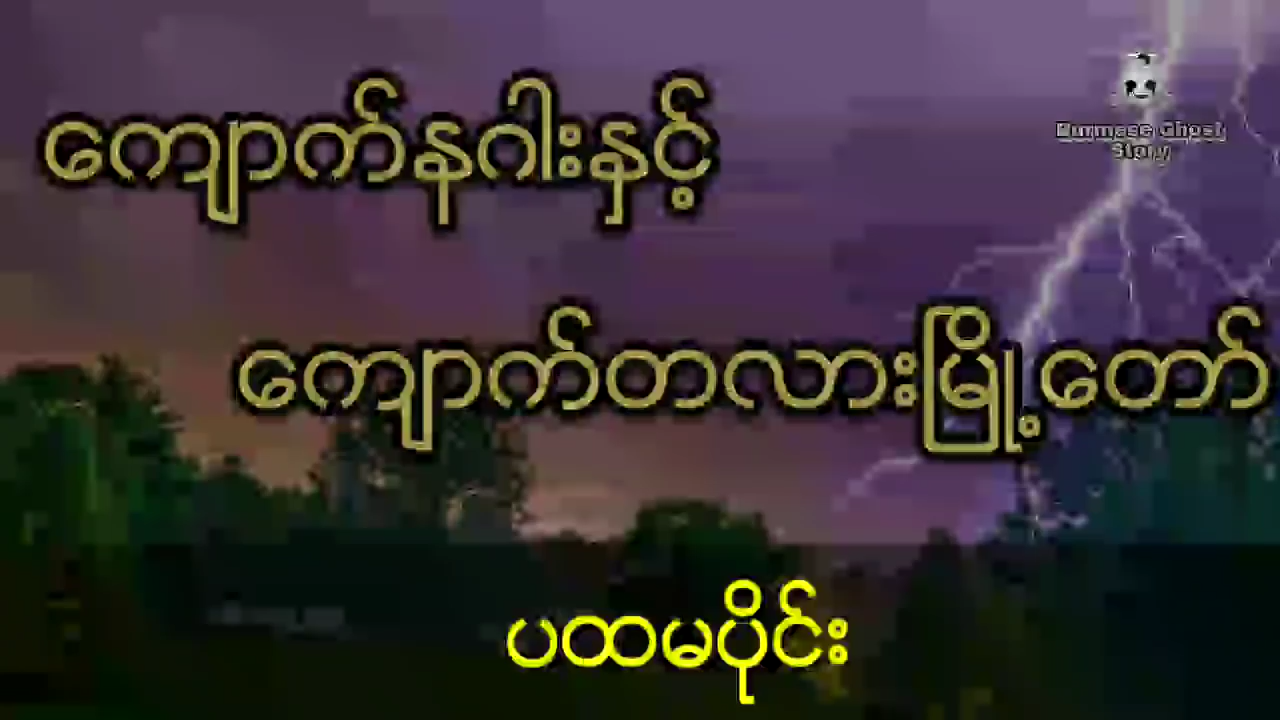 ကျောက်နဂါးနှင့်
ကျောက်တလားမြို့တော်
ပထမပိုင်း
Burmese Ghost
Story